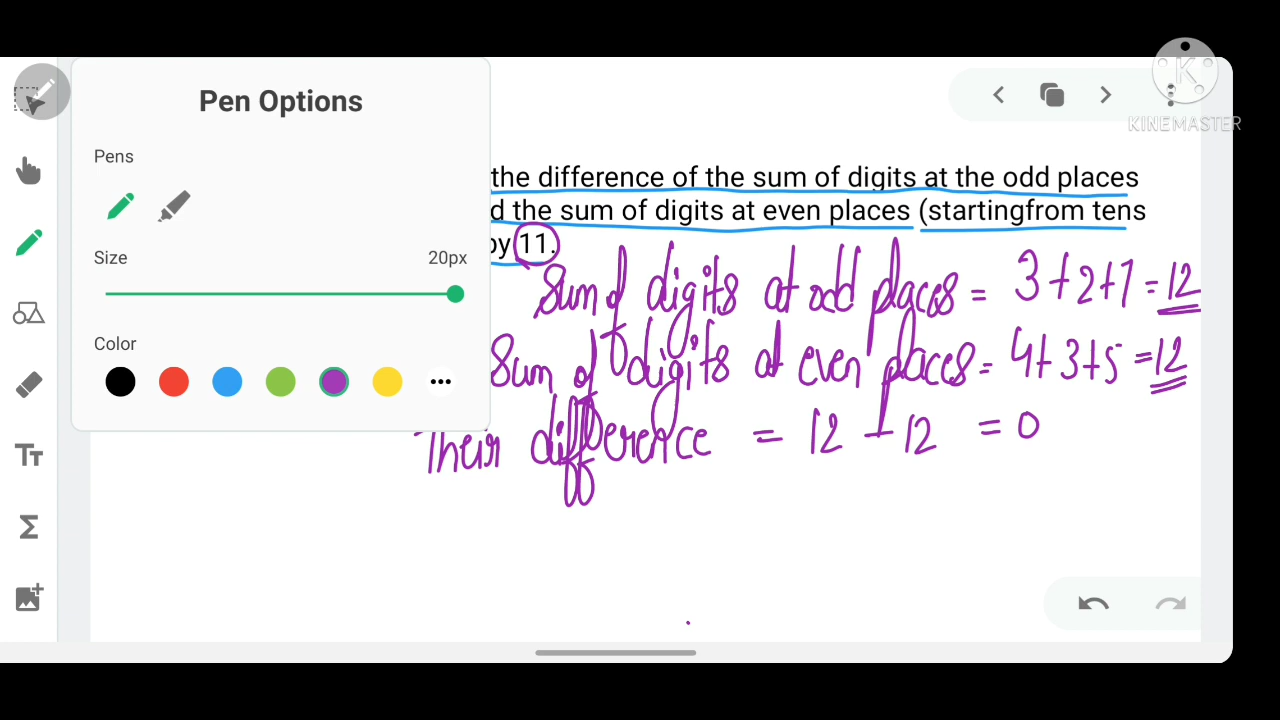 Pen Options
Pens
Size 20px
Color
the difference of the sum of digits at the odd places
d the sum of digits at even places (startingfrom tens
by 11.
Sum of digits at odd places = 3+2+7 = 12
Sum of digits at even places = 4+3+5 = 12
Their difference = 12 - 12 = 0
TT
Σ
K
KINEMASTER